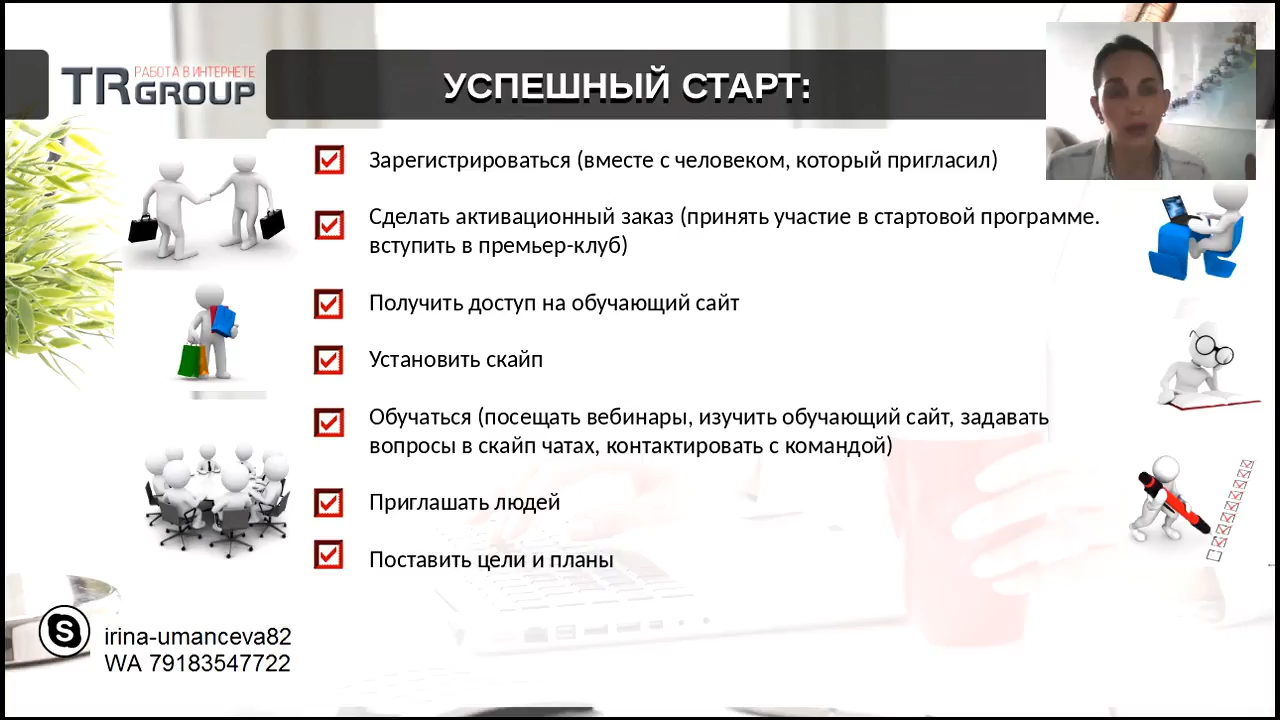 РАБОТА В ИНТЕРНЕТЕ
TRGROUP
УСПЕШНЫЙ СТАРТ:
Зарегистрироваться (вместе с человеком, который пригласил)
Сделать активационный заказ (принять участие в стартовой программе.
вступить в премьер-клуб)
Получить доступ на обучающий сайт
Установить скайп
Обучаться (посещать вебинары, изучить обучающий сайт, задавать
вопросы в скайп чатах, контактировать с командой)
Приглашать людей
Поставить цели и планы
irina-umanceva82
WA 79183547722